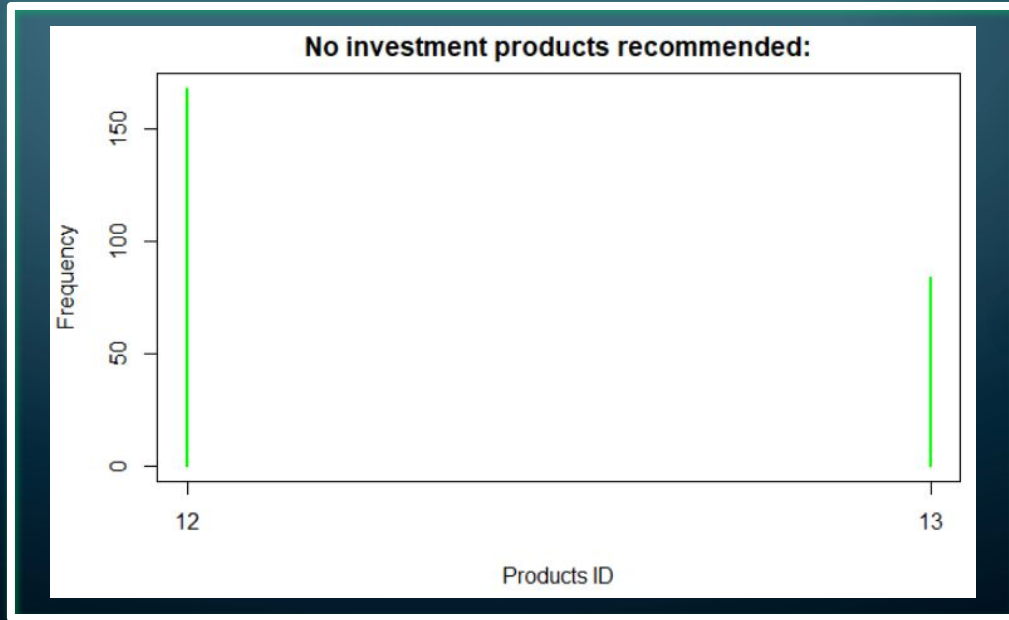 No investment products recommended:
150
100
50
0
Frequency
12
13
Products ID